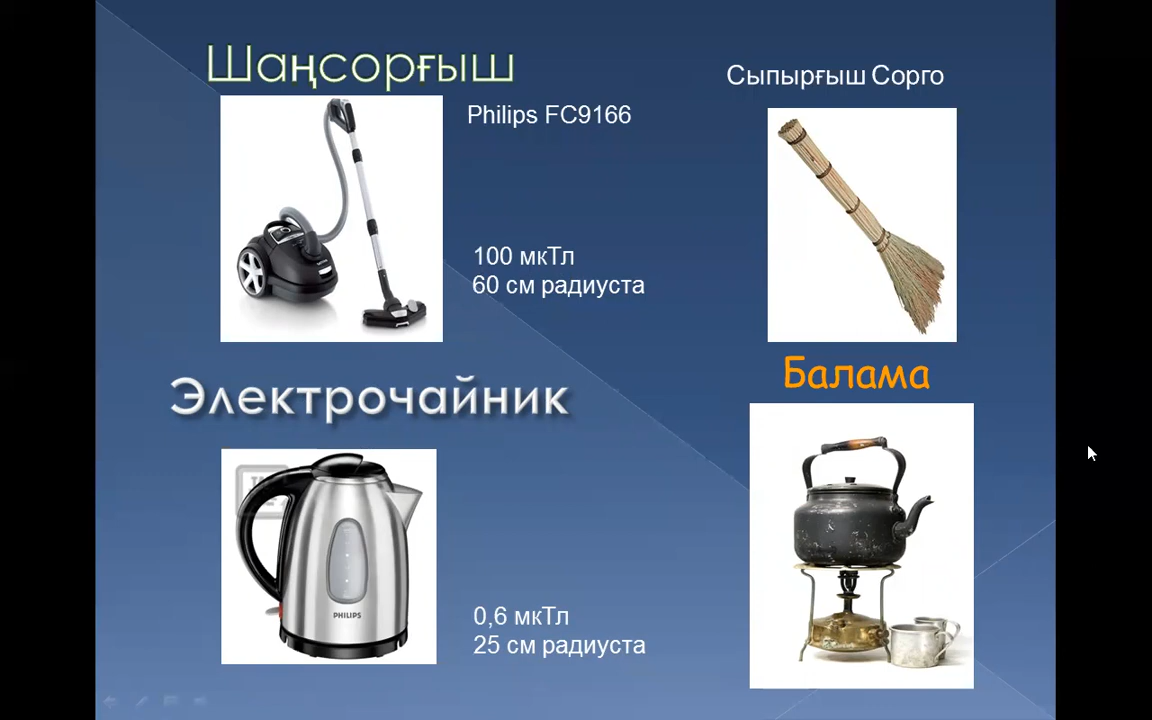 Шаңсорғыш
Сыпырғыш Сорго
Philips FC9166
100 мкТл
60 см радиуста
Балама
Электрочайник
PHILIPS
0,6 мкТл
25 см радиуста